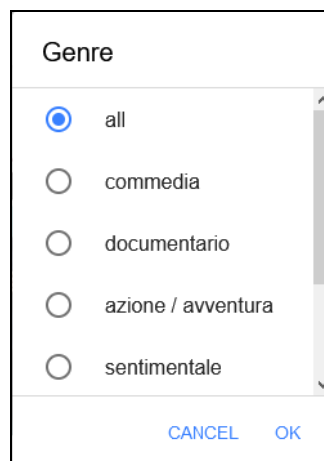 Genre
all
commedia
documentario
azione / avventura
sentimentale
CANCEL OK